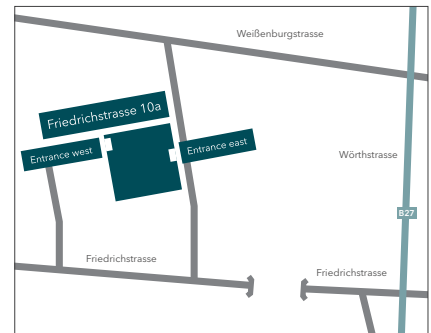 Weißenburgstrasse
Friedrichstrasse 10a
Entrance west
Entrance east
Wörthstrasse
B27
Friedrichstrasse
Friedrichstrasse